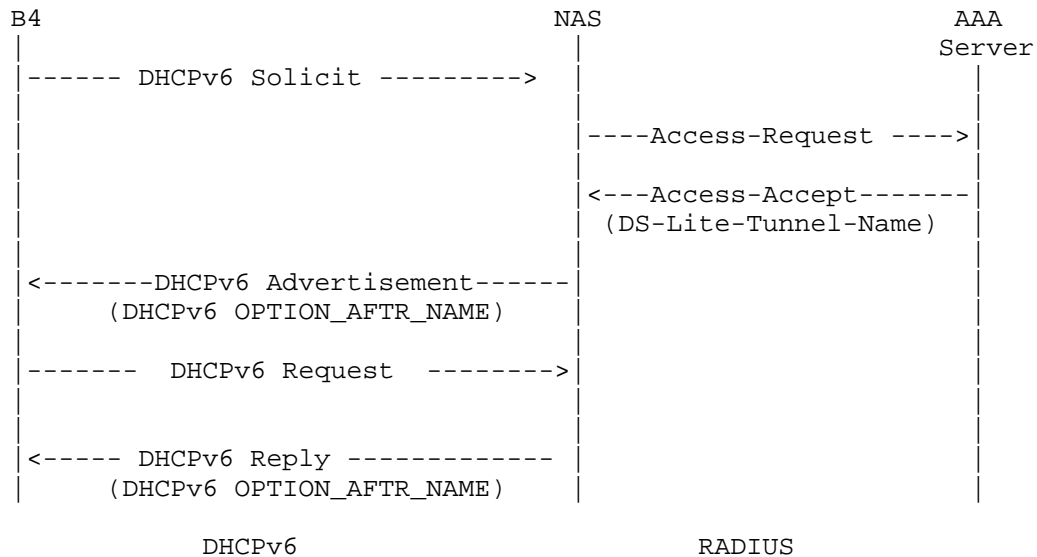 B4 NAS AAA
Server
|------ DHCPv6 Solicit ---------> | |
|----Access-Request ---->|
|<---Access-Accept-------|
(DS-Lite-Tunnel-Name)
|<-------DHCPv6 Advertisement------|
(DHCPv6 OPTION_AFTR_NAME)
|------- DHCPv6 Request -------->|
|<----- DHCPv6 Reply ------------- |
(DHCPv6 OPTION_AFTR_NAME)
DHCPv6 RADIUS